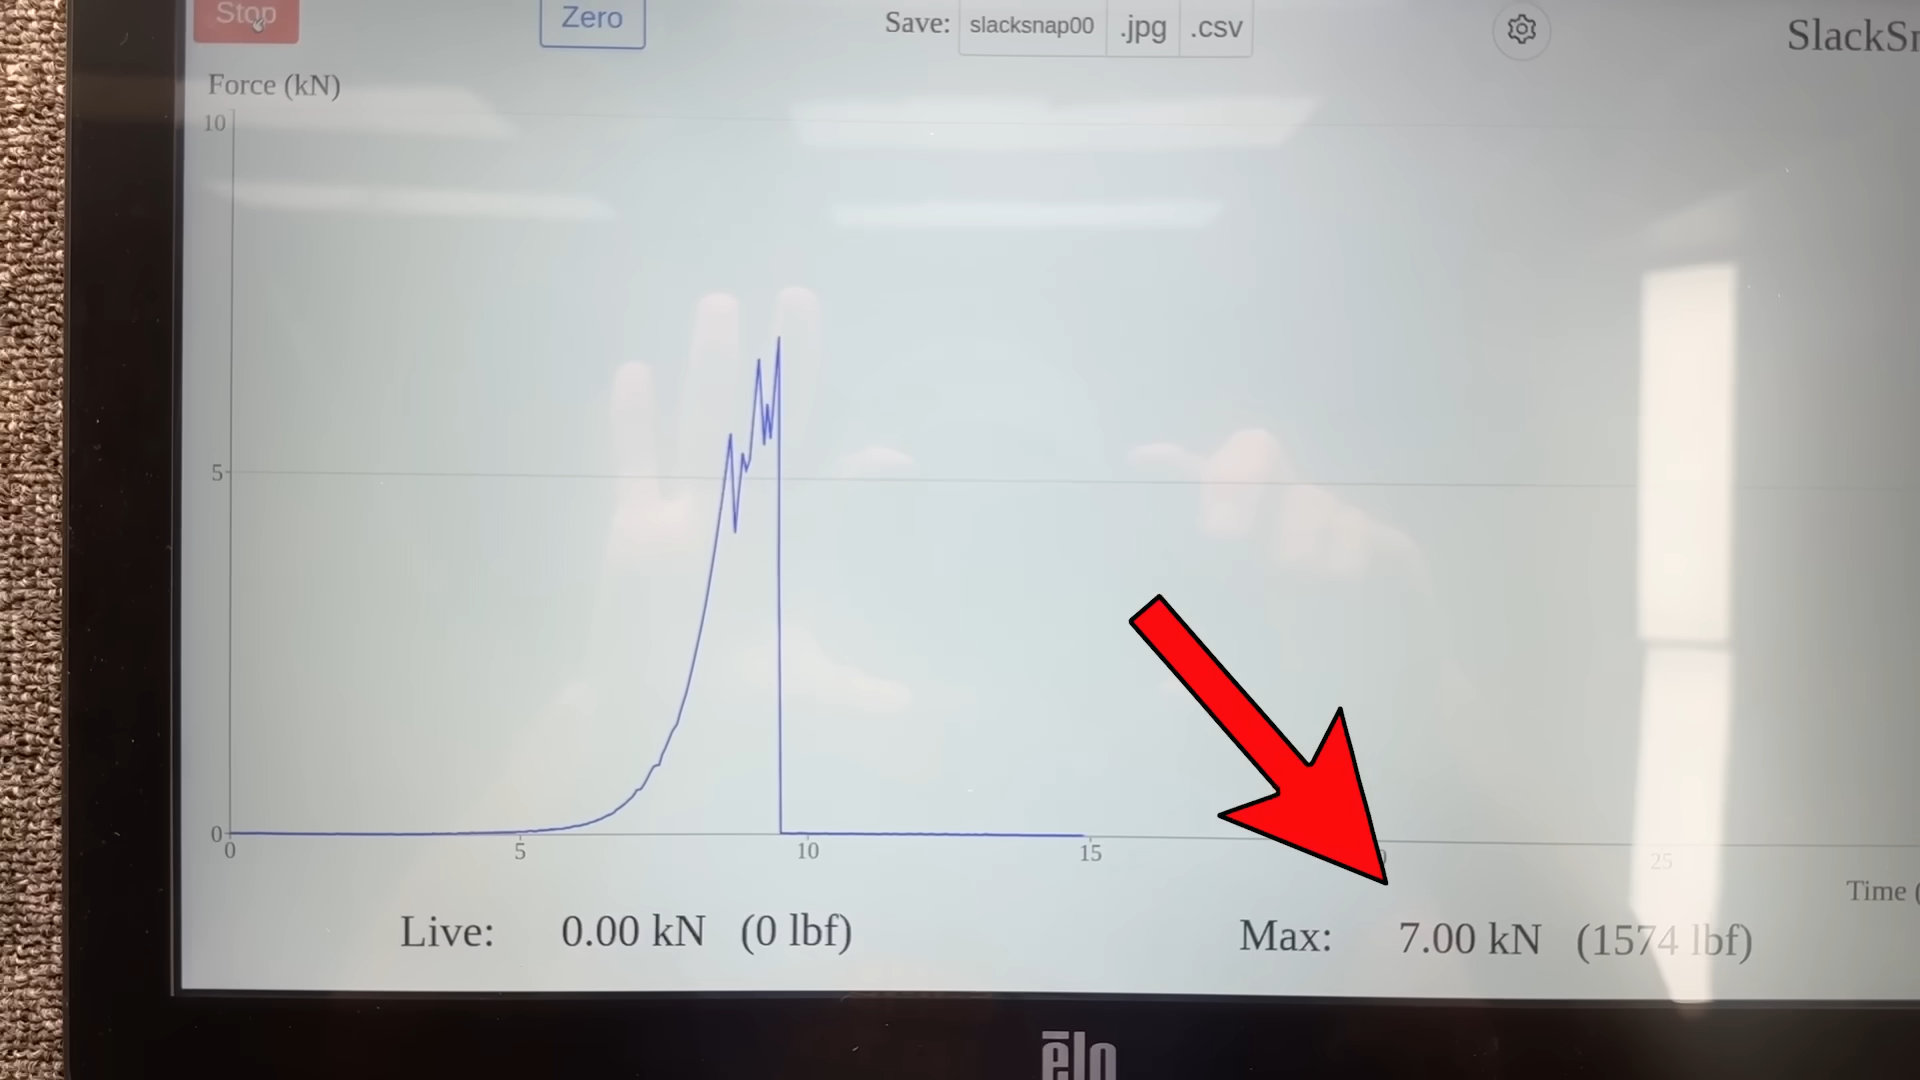 Stop Zero Save: slacksnap00 .jpg .csv
Force (kN)
10
5
0
0 5 10 15 25
Time
Live: 0.00 kN (0 lbf) Max: 7.00 kN (1574 lbf)
elo